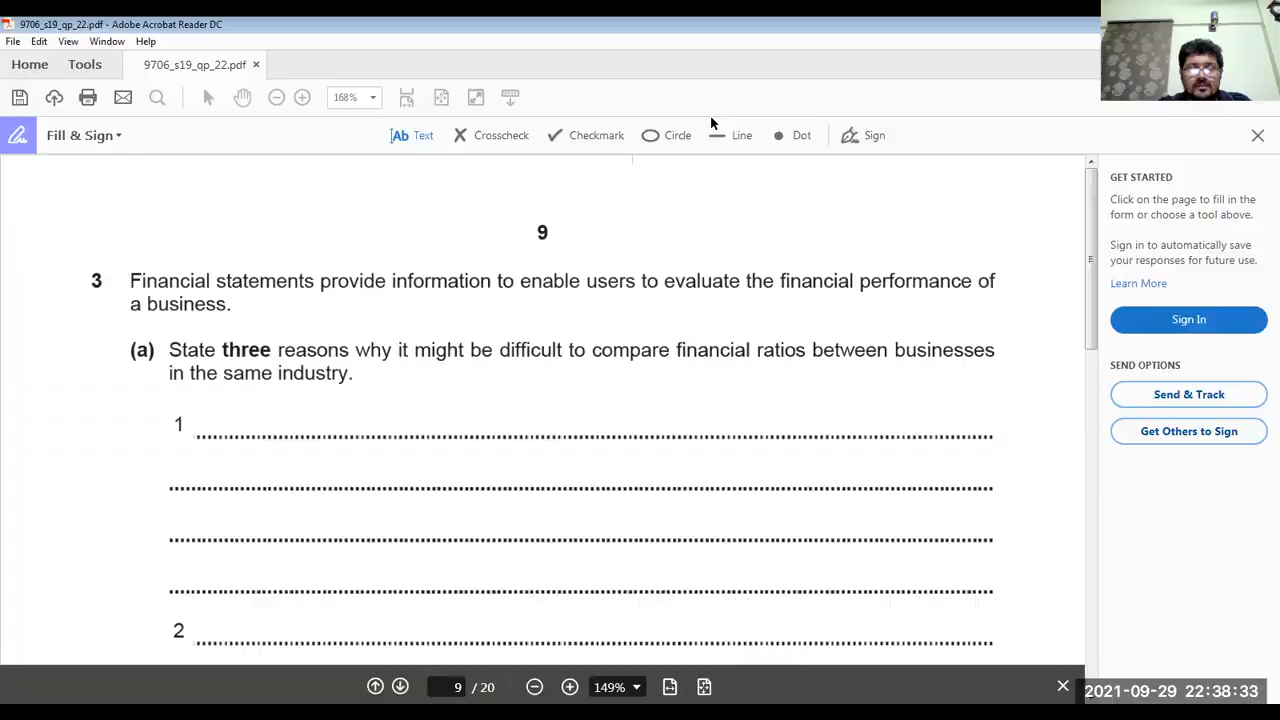 9706_s19_qp_22.pdf - Adobe Acrobat Reader DC
File Edit View Window Help
Home Tools 9706_s19_qp_22.pdf ×
168%
Fill & Sign
Ab Text Crosscheck Checkmark Circle Line Dot Sign
9
3 Financial statements provide information to enable users to evaluate the financial performance of
a business.
(a) State three reasons why it might be difficult to compare financial ratios between businesses
in the same industry.
1 ........................................................................
........................................................................
........................................................................
........................................................................
2 ........................................................................
GET STARTED
Click on the page to fill in the
form or choose a tool above.
Sign in to automatically save
your responses for future use.
Learn More
Sign In
SEND OPTIONS
Send & Track
Get Others to Sign
9 / 20 149%
2021-09-29 22:38:33